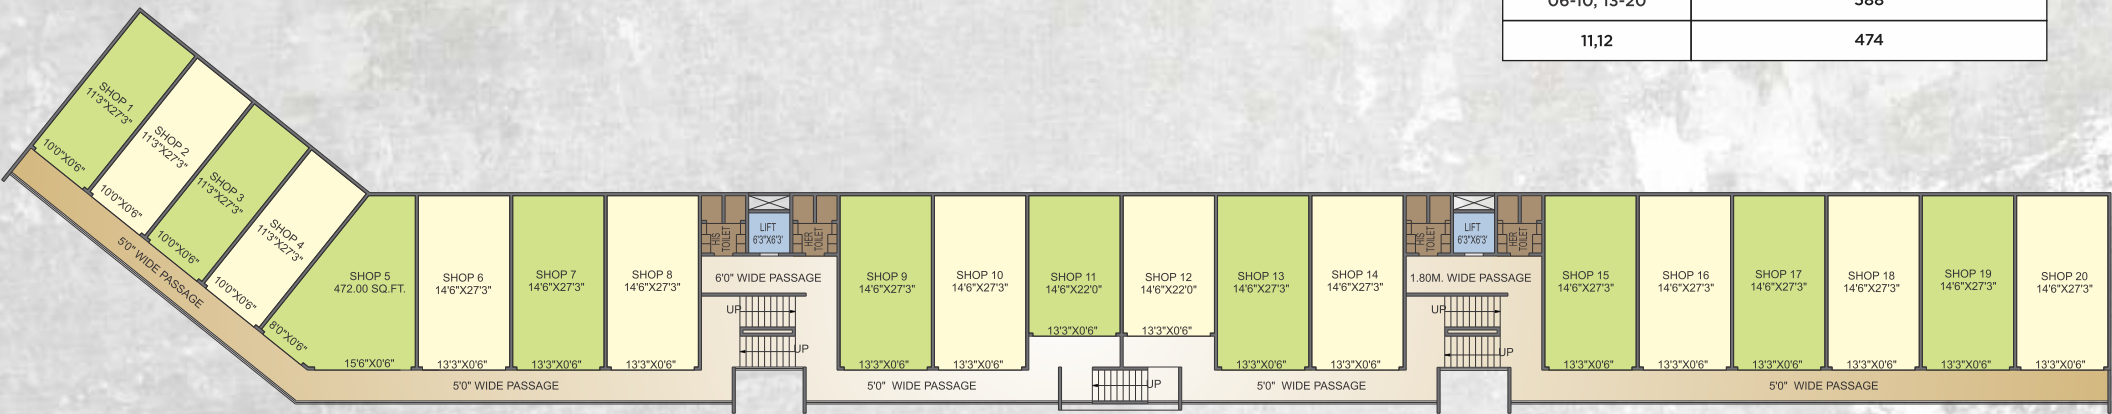 06-10, 13-20 588
11,12 474
SHOP 1
11'3"X27'3"
10'0"X0'6"
SHOP 2
11'3"X27'3"
10'0"X0'6"
SHOP 3
11'3"X27'3"
10'0"X0'6"
SHOP 4
11'3"X27'3"
10'0"X0'6"
5'0" WIDE PASSAGE
SHOP 5
472.00 SQ.FT.
8'0"X0'6"
15'6"X0'6"
SHOP 6
14'6"X27'3"
13'3"X0'6"
SHOP 7
14'6"X27'3"
13'3"X0'6"
SHOP 8
14'6"X27'3"
13'3"X0'6"
5'0" WIDE PASSAGE
HIS
TOILET
LIFT
6'3"X6'3'
HER
TOILET
6'0" WIDE PASSAGE
UP
UP
SHOP 9
14'6"X27'3"
13'3"X0'6"
SHOP 10
14'6"X27'3"
13'3"X0'6"
5'0" WIDE PASSAGE
SHOP 11
14'6"X22'0"
13'3"X0'6"
SHOP 12
14'6"X22'0"
13'3"X0'6"
UP
SHOP 13
14'6"X27'3"
13'3"X0'6"
SHOP 14
14'6"X27'3"
13'3"X0'6"
5'0" WIDE PASSAGE
HIS
TOILET
LIFT
6'3"X6'3'
HER
TOILET
1.80M. WIDE PASSAGE
UP
UP
SHOP 15
14'6"X27'3"
13'3"X0'6"
SHOP 16
14'6"X27'3"
13'3"X0'6"
SHOP 17
14'6"X27'3"
13'3"X0'6"
SHOP 18
14'6"X27'3"
13'3"X0'6"
SHOP 19
14'6"X27'3"
13'3"X0'6"
SHOP 20
14'6"X27'3"
13'3"X0'6"
5'0" WIDE PASSAGE